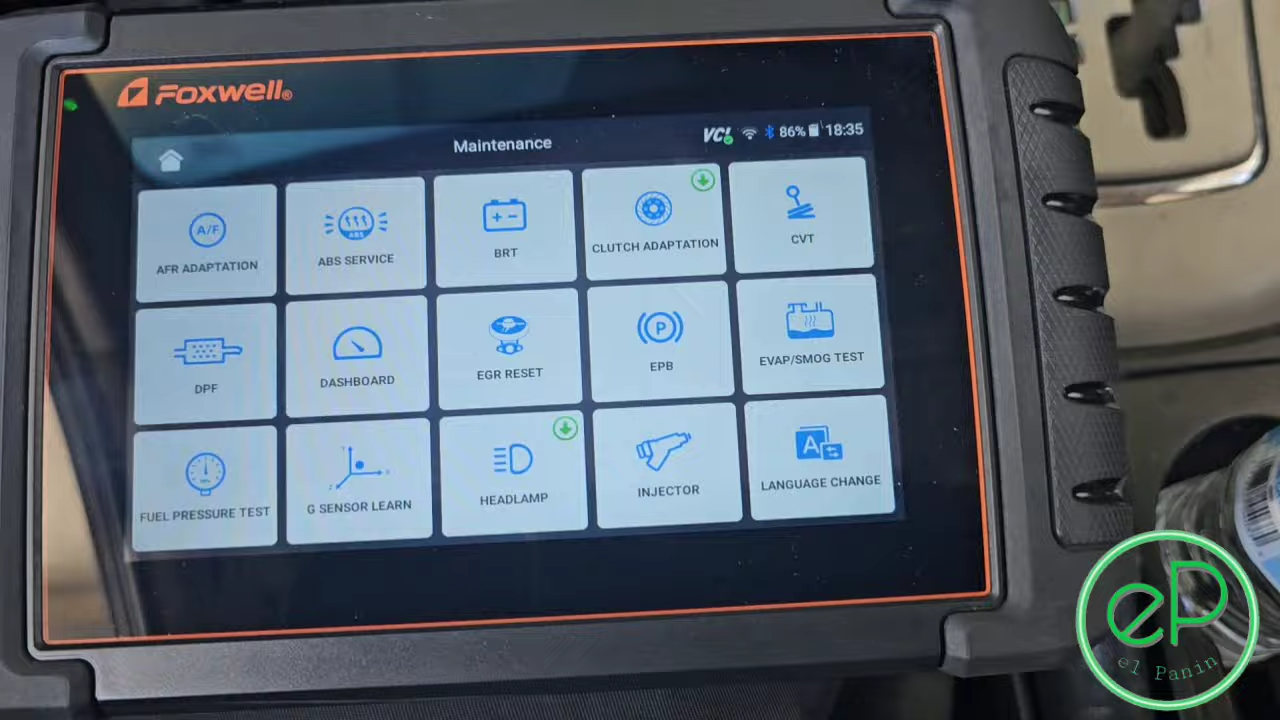 FOXWELL®
Maintenance
VCI 86% 18:35
A/F
AFR ADAPTATION
ABS
ABS SERVICE
BRT
CLUTCH ADAPTATION
CVT
DPF
DASHBOARD
EGR RESET
P
EPB
EVAP/SMOG TEST
FUEL PRESSURE TEST
G SENSOR LEARN
HEADLAMP
INJECTOR
A
LANGUAGE CHANGE
eP
el Panin